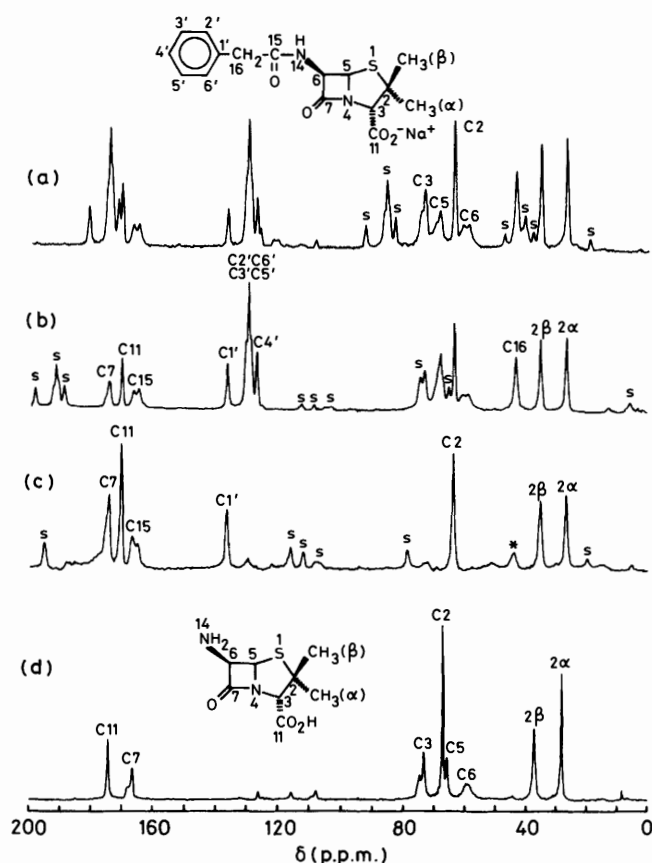 3' 2'
4' 1' CH₂ C N
15 H
16 O 14
5' 6'
6 5 S 1
CH₃(β)
O 7 N 4 3 2 CH₃(α)
11 CO₂⁻Na⁺
(a)
s s s C3 C5 C2 C6 s s s s
C2'C6'
C3'C5'
(b)
s s s C7 C11 C15 C1' C4' s s s s s C16 2β 2α s
(c)
s C7 C11 C15 C1' s s s s C2 * 2β 2α s
(d)
14
NH₂ 6 5 S 1
CH₃(β)
O 7 N 4 3 2 CH₃(α)
11 CO₂H
C11 C7 C3 C2 C5 C6 2β 2α
200 160 120 80 40 0
δ(p.p.m.)